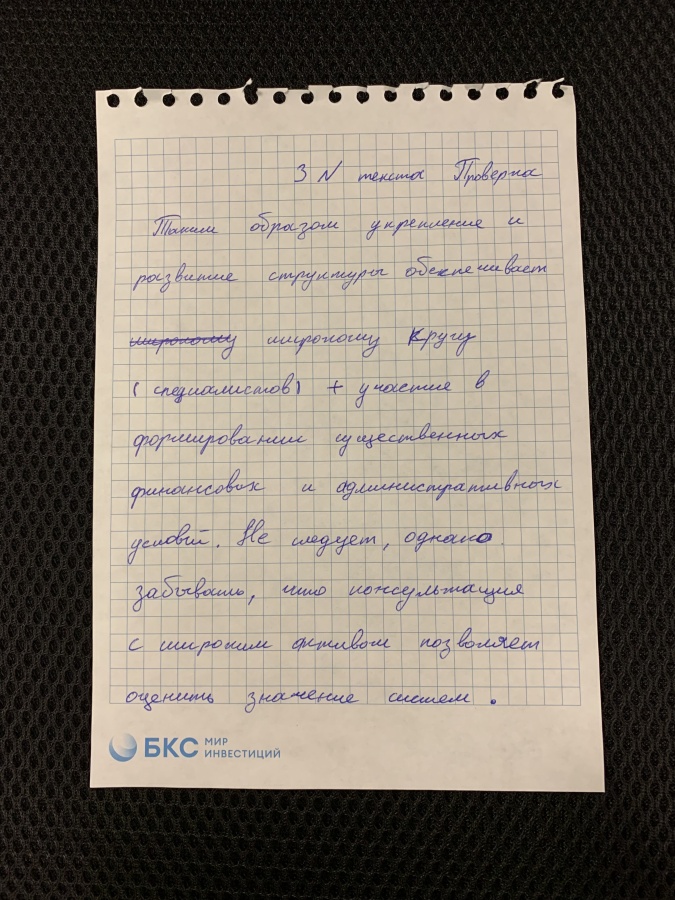 3 N текста Проверка
Таким образом укрепление и
развитие структуры обеспечивает
широкому широкому кругу
(специалистов) + участие в
формировании существенных
финансовых и административных
условий. Не следует, однако
забывать, что консультация
с широким активом позволяет
оценить значение систем.
БКС МИР
ИНВЕСТИЦИЙ